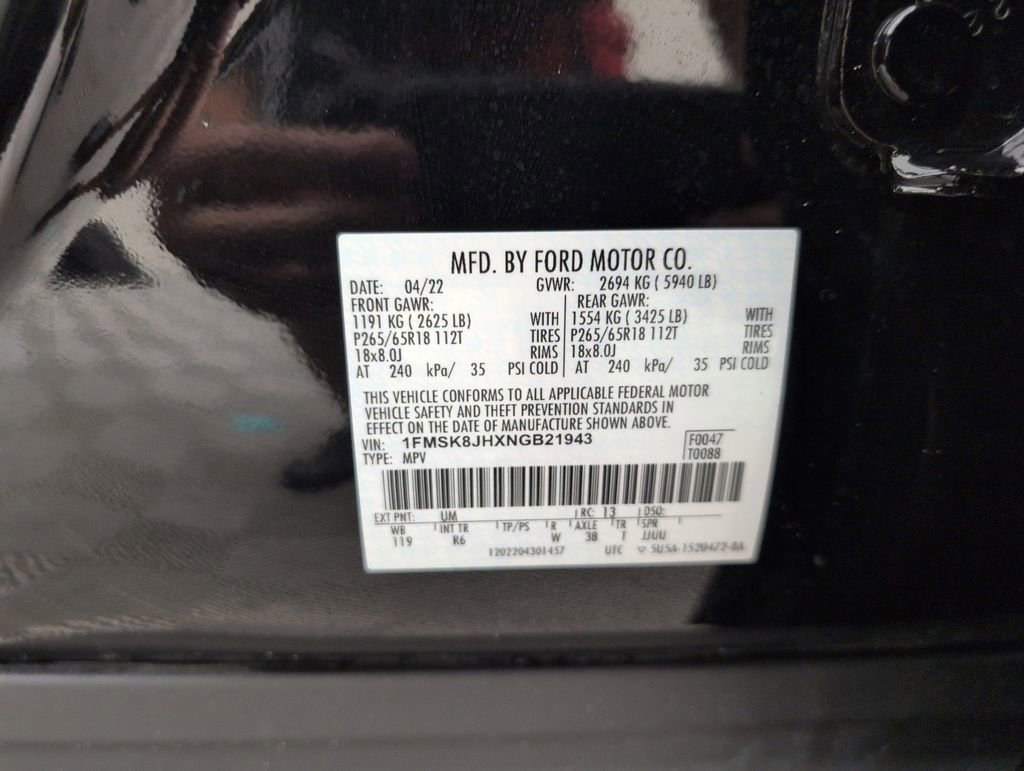 MFD. BY FORD MOTOR CO.
DATE: 04/22 GVWR: 2694 KG ( 5940 LB)
FRONT GAWR: REAR GAWR:
1191 KG ( 2625 LB) WITH 1554 KG ( 3425 LB) WITH
P265/65R18 112T TIRES P265/65R18 112T TIRES
18x8.0J RIMS 18x8.0J RIMS
AT 240 kPa/ 35 PSI COLD AT 240 kPa/ 35 PSI COLD
THIS VEHICLE CONFORMS TO ALL APPLICABLE FEDERAL MOTOR
VEHICLE SAFETY AND THEFT PREVENTION STANDARDS IN
EFFECT ON THE DATE OF MANUFACTURE SHOWN ABOVE.
VIN: 1FMSK8JHXNGB21943 F0047
TYPE: MPV T0088
EXT PNT: UM RC: 13 DSO:
WB INT TR TP/PS R AXLE TR SPR
119 R6 W 38 T JJUU
1202204301457 UTC ▽ 5U5A-1520472-BA